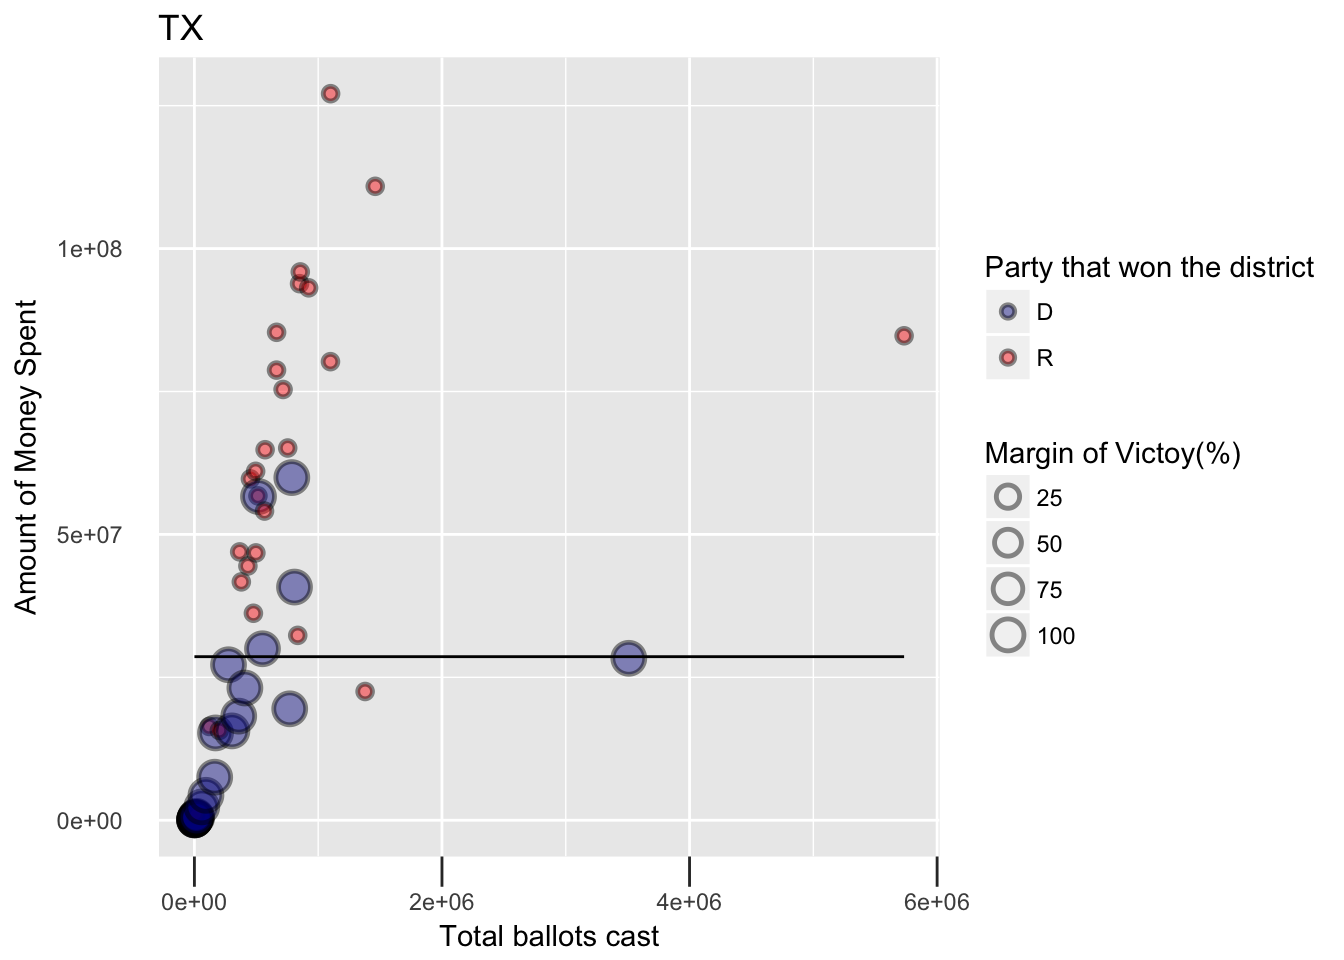 TX
Amount of Money Spent
1e+08
5e+07
0e+00
0e+00 2e+06 4e+06 6e+06
Total ballots cast
Party that won the district
D
R
Margin of Victoy(%)
25
50
75
100